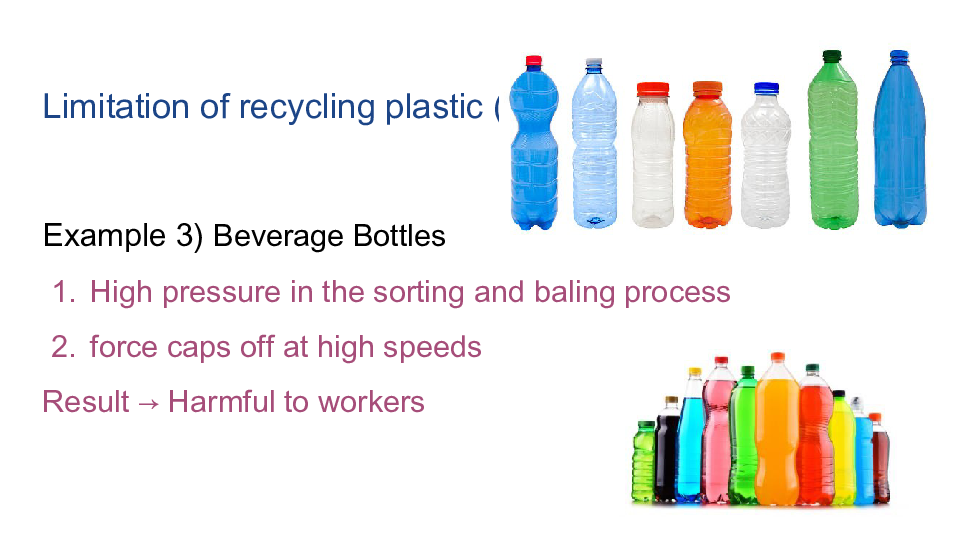 Limitation of recycling plastic (
Example 3) Beverage Bottles
1. High pressure in the sorting and baling process
2. force caps off at high speeds
Result → Harmful to workers